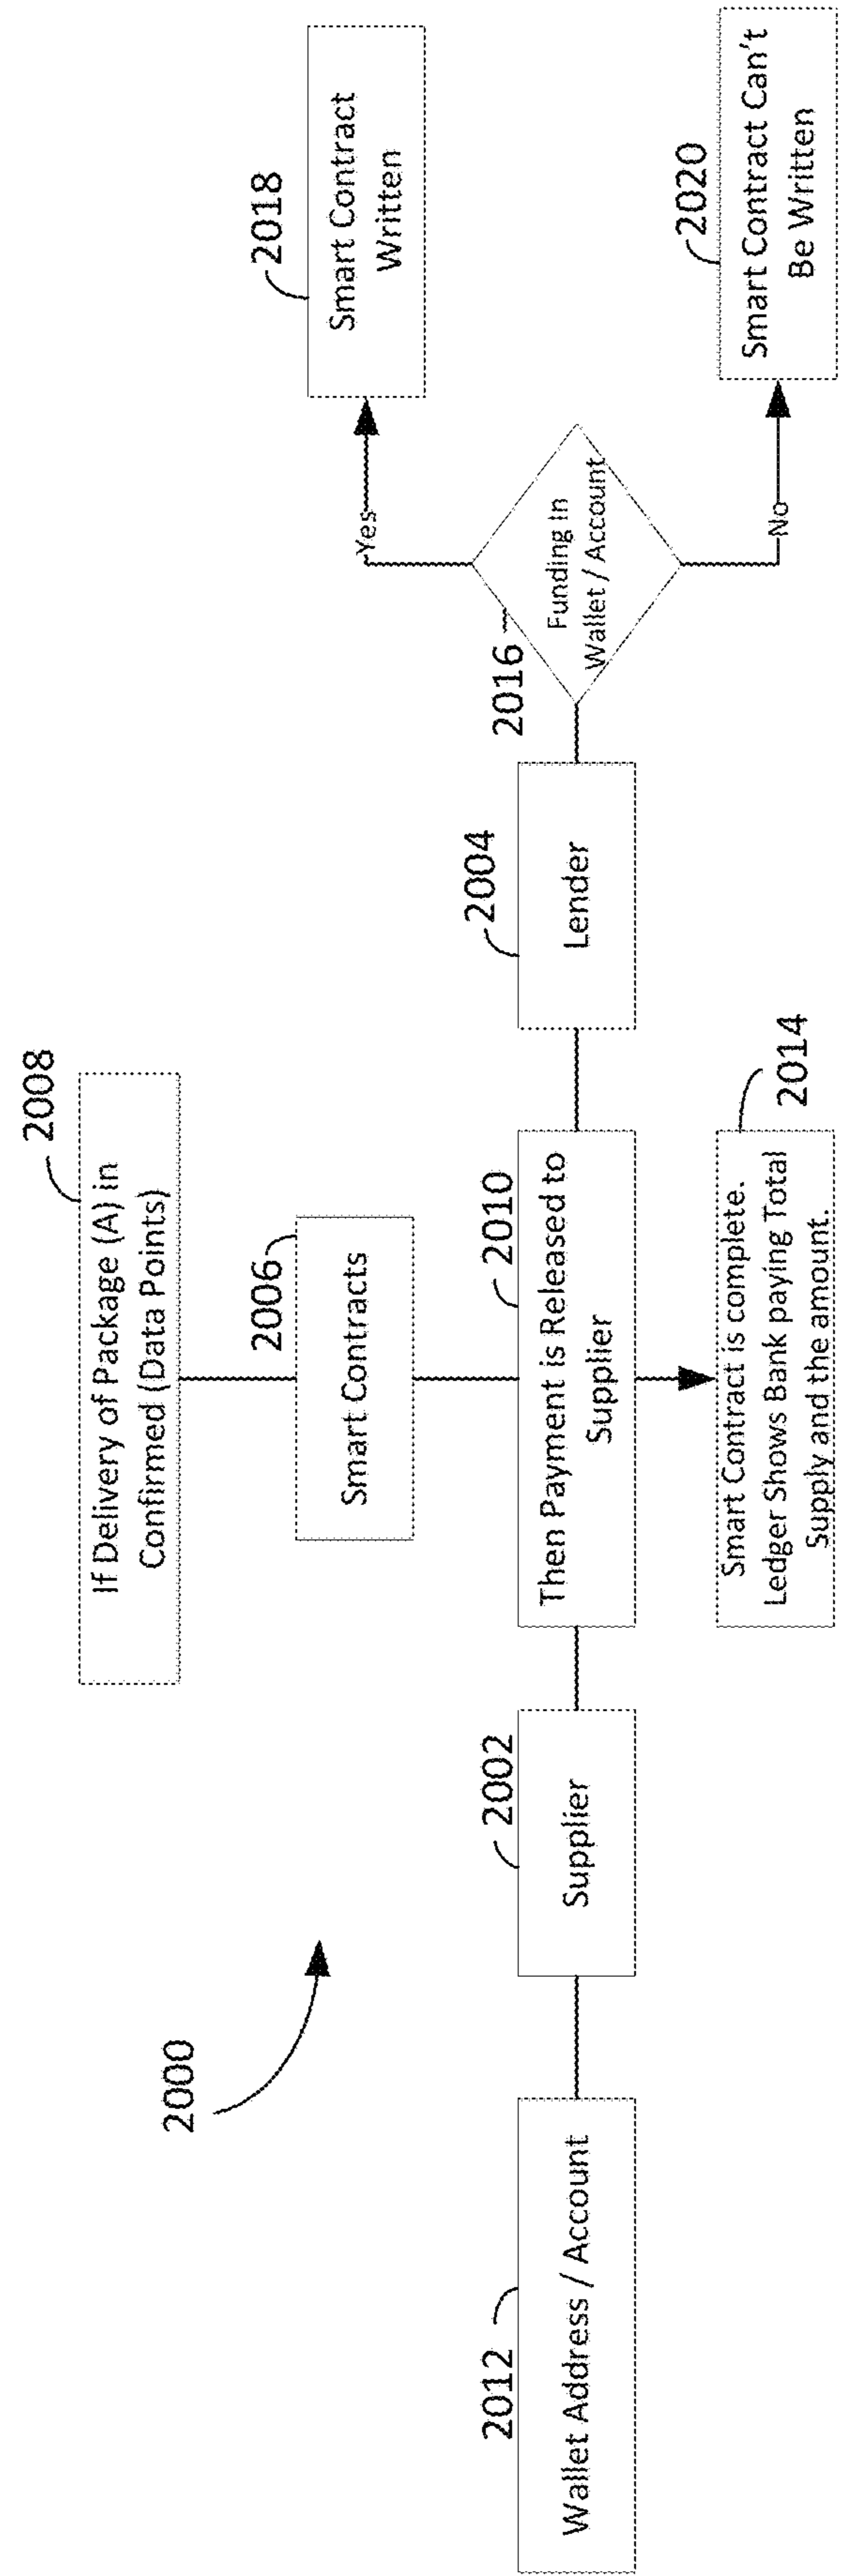 2008
If Delivery of Package (A) in
Confirmed (Data Points)
2000
2006
Smart Contracts
2018
Smart Contract
Written
Yes
2012
Wallet Address / Account
2002
Supplier
2010
Then Payment is Released to
Supplier
2004
Lender
2016
Funding In
Wallet / Account
2020
Smart Contract Can't
Be Written
No
2014
Smart Contract is complete.
Ledger Shows Bank paying Total
Supply and the amount.